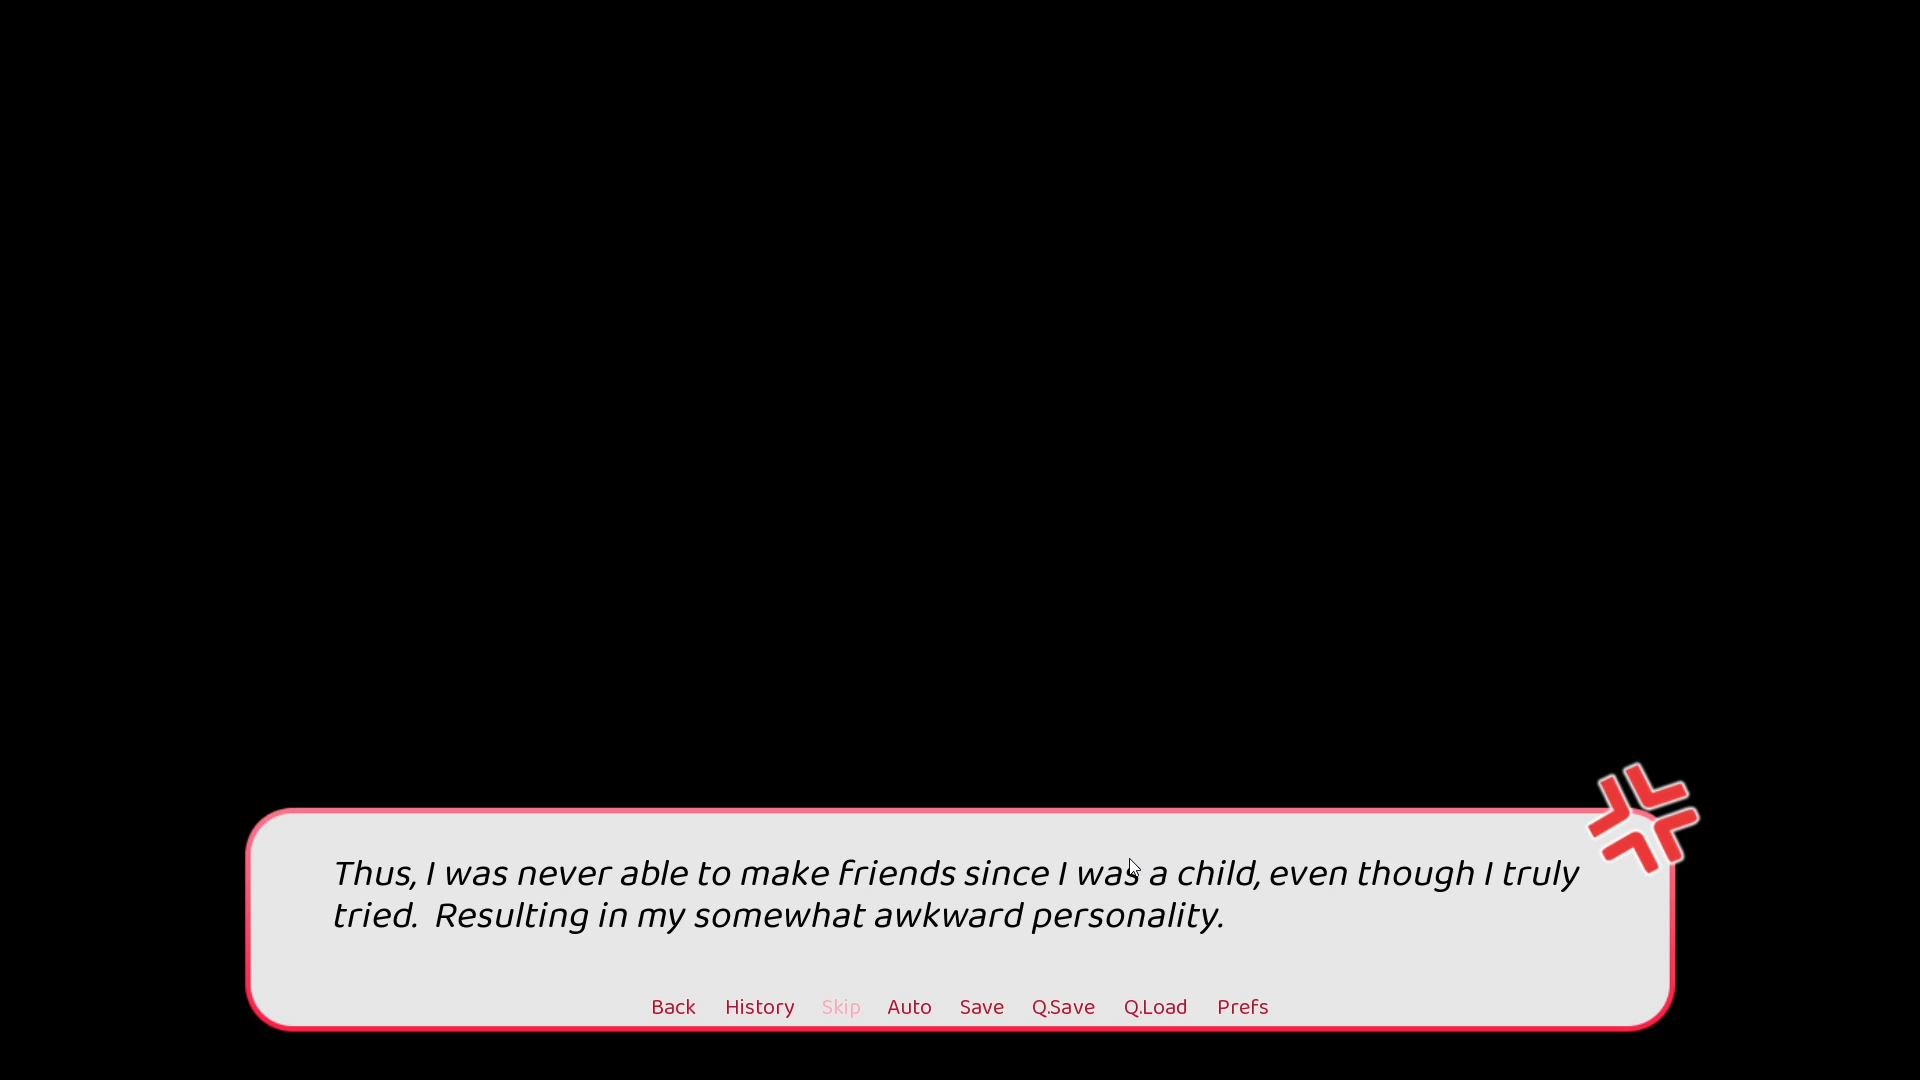 Thus, I was never able to make friends since I was a child, even though I truly
tried.  Resulting in my somewhat awkward personality.
Back History Skip Auto Save Q.Save Q.Load Prefs